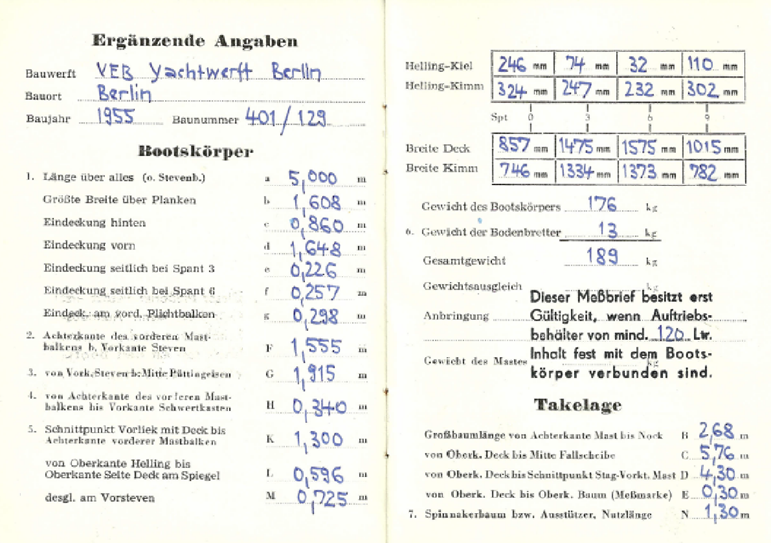 Ergänzende Angaben
Bauwerft VEB Yachtwerft Berlin
Bauort Berlin
Baujahr 1955 Baunummer 401/129
Bootskörper
1. Länge über alles (o. Stevenb.) a 5,000 m
Größte Breite über Planken b 1,608 m
Eindeckung hinten c 0,860 m
Eindeckung vorn d 1,648 m
Eindeckung seitlich bei Spant 3 e 0,226 m
Eindeckung seitlich bei Spant 6 f 0,257 m
Eindeck. am vord. Plichtbalken g 0,298 m
2. Achterkante des vorderen Mast-
balkens b. Vorkante Steven F 1,555 m
3. von Vork. Steven b. Mitte Püttingeisen G 1,915 m
4. von Achterkante des vorderen Mast-
balkens bis Vorkante Schwertkasten H 0,340 m
5. Schnittpunkt Vorliek mit Deck bis
Achterkante vorderer Mastbalken K 1,300 m
von Oberkante Helling bis
Oberkante Seite Deck am Spiegel L 0,596 m
desgl. am Vorsteven M 0,725 m
Helling-Kiel 246 mm 74 mm 32 mm 110 mm
Helling-Kimm 324 mm 247 mm 232 mm 302 mm
Spt 0 3 6 9
Breite Deck 857 mm 1475 mm 1575 mm 1015 mm
Breite Kimm 746 mm 1334 mm 1373 mm 782 mm
Gewicht des Bootskörpers 176 kg
6. Gewicht der Bodenbretter 13 kg
Gesamtgewicht 189 kg
Gewichtsausgleich
Dieser Meßbrief besitzt erst
Anbringung Gültigkeit, wenn Auftriebs-
behälter von mind. 120 Ltr.
Gewicht des Mastes Inhalt fest mit dem Boots- kg
körper verbunden sind.
Takelage
Großbaumlänge von Achterkante Mast bis Nock B 2,68 m
von Oberk. Deck bis Mitte Fallscheibe C 5,76 m
von Oberk. Deck bis Schnittpunkt Stag-Vorkt. Mast D 4,30 m
von Oberk. Deck bis Oberk. Baum (Meßmarke) E 0,30 m
7. Spinnakerbaum bzw. Ausstützer, Nutzlänge N 1,30 m